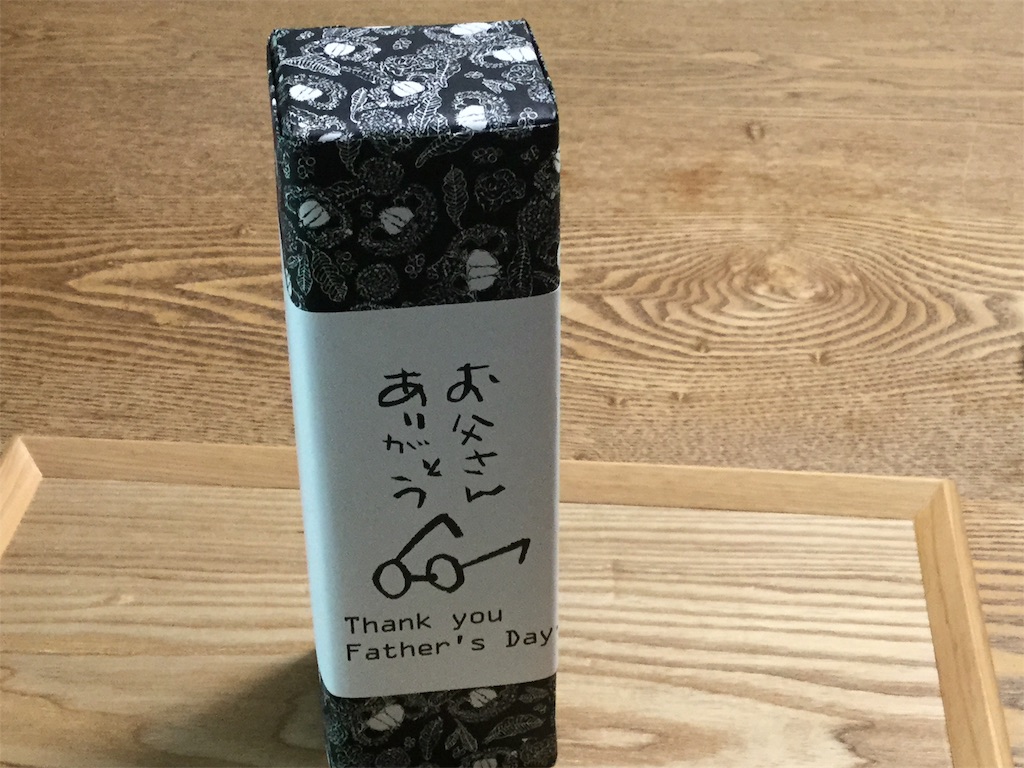 お父さん
ありがとう
Thank you
Father's Day